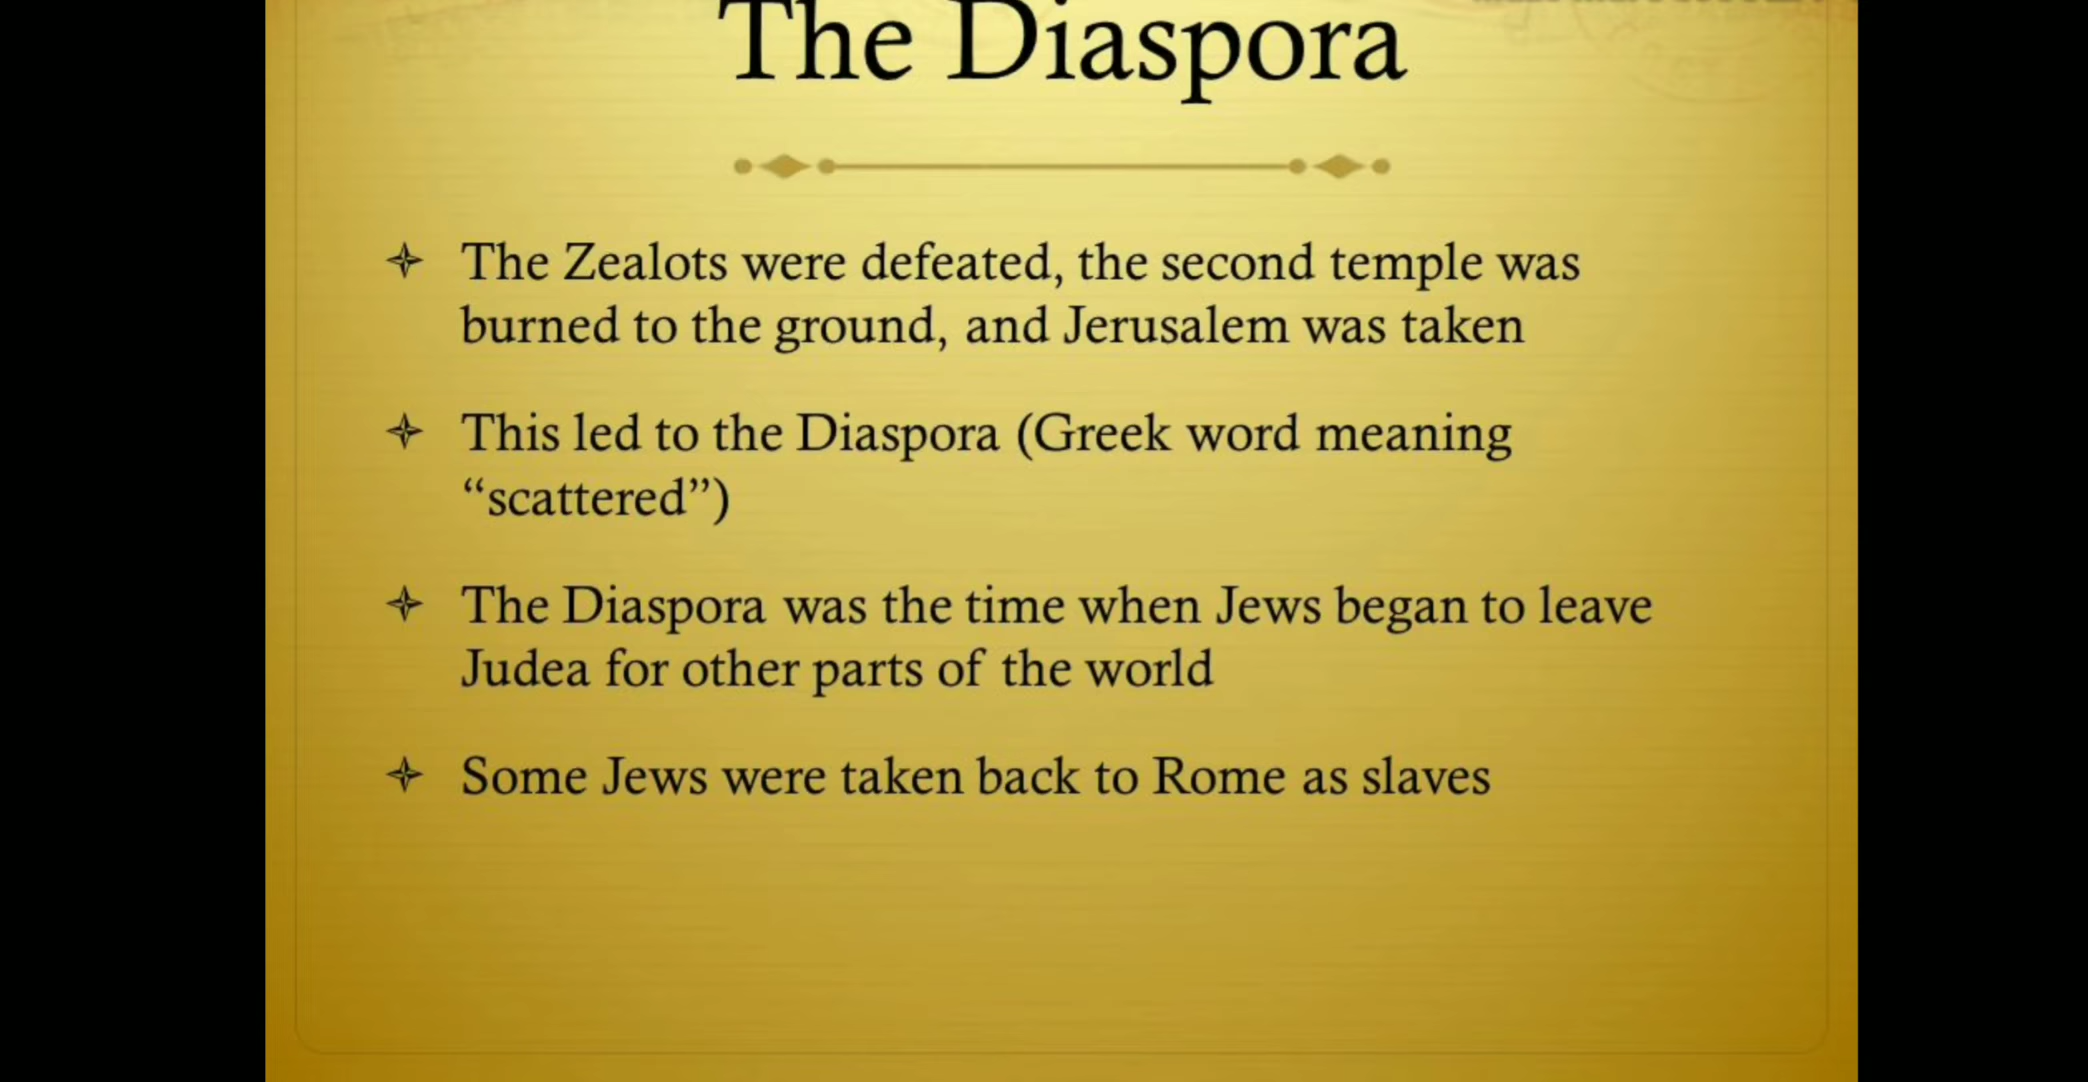 The Diaspora
The Zealots were defeated, the second temple was
burned to the ground, and Jerusalem was taken
This led to the Diaspora (Greek word meaning
“scattered”)
The Diaspora was the time when Jews began to leave
Judea for other parts of the world
Some Jews were taken back to Rome as slaves